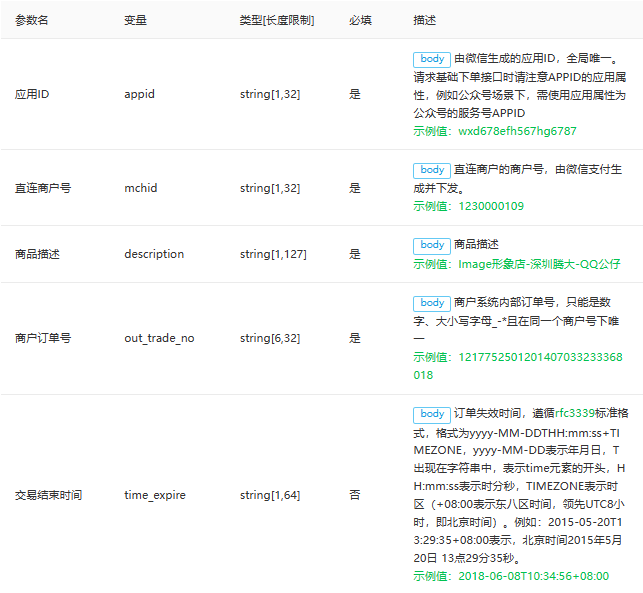 参数名 变量 类型[长度限制] 必填 描述
body 由微信生成的应用ID，全局唯一。
请求基础下单接口时请注意APPID的应用属
应用ID appid string[1,32] 是 性，例如公众号场景下，需使用应用属性为
公众号的服务号APPID
示例值：wxd678efh567hg6787
body 直连商户的商户号，由微信支付生
直连商户号 mchid string[1,32] 是 成并下发。
示例值：1230000109
商品描述 description string[1,127] 是 body 商品描述
示例值：Image形象店-深圳腾大-QQ公仔
body 商户系统内部订单号，只能是数
字、大小写字母_-*且在同一个商户号下唯
商户订单号 out_trade_no string[6,32] 是 一
示例值：1217752501201407033233368
018
body 订单失效时间，遵循rfc3339标准格
式，格式为yyyy-MM-DDTHH:mm:ss+TI
MEZONE，yyyy-MM-DD表示年月日，T
出现在字符串中，表示time元素的开头，H
交易结束时间 time_expire string[1,64] 否 H:mm:ss表示时分秒，TIMEZONE表示时
区（+08:00表示东八区时间，领先UTC8小
时，即北京时间）。例如：2015-05-20T1
3:29:35+08:00表示，北京时间2015年5月
20日 13点29分35秒。
示例值：2018-06-08T10:34:56+08:00